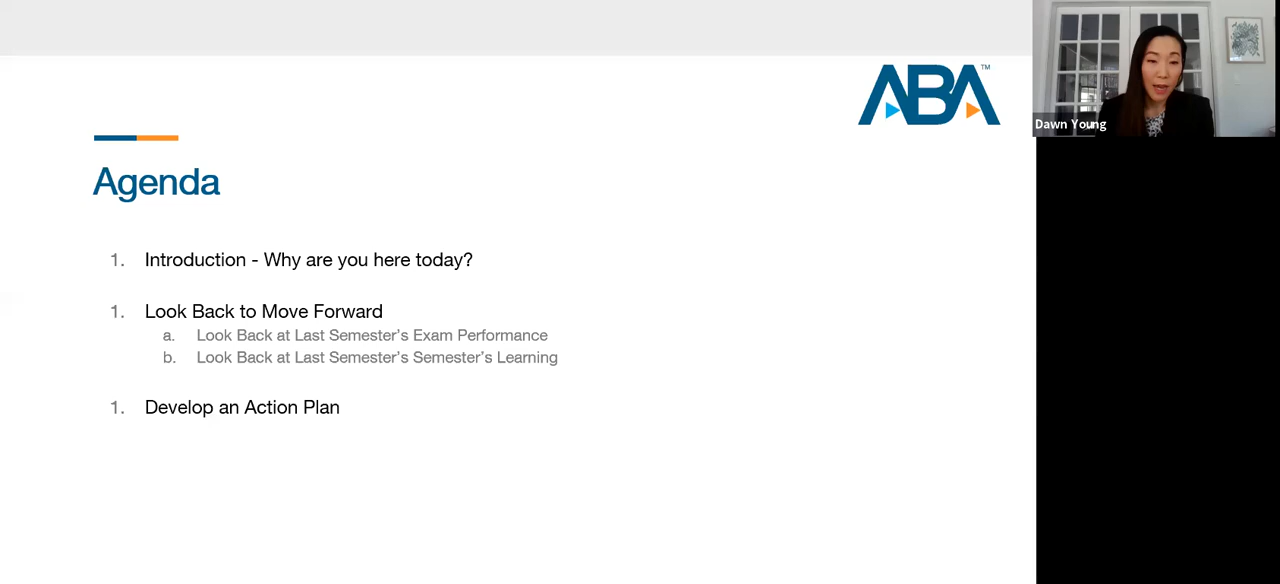 ABA™
Dawn Young
Agenda
1. Introduction - Why are you here today?
1. Look Back to Move Forward
a. Look Back at Last Semester's Exam Performance
b. Look Back at Last Semester's Semester's Learning
1. Develop an Action Plan